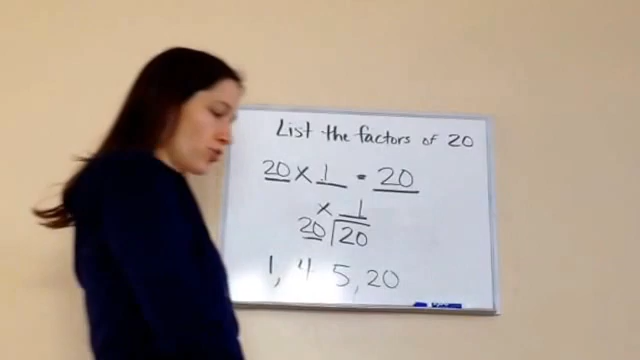 List the factors of 20
20 x 1 = 20
x 1
20 20
1, 4 5, 20